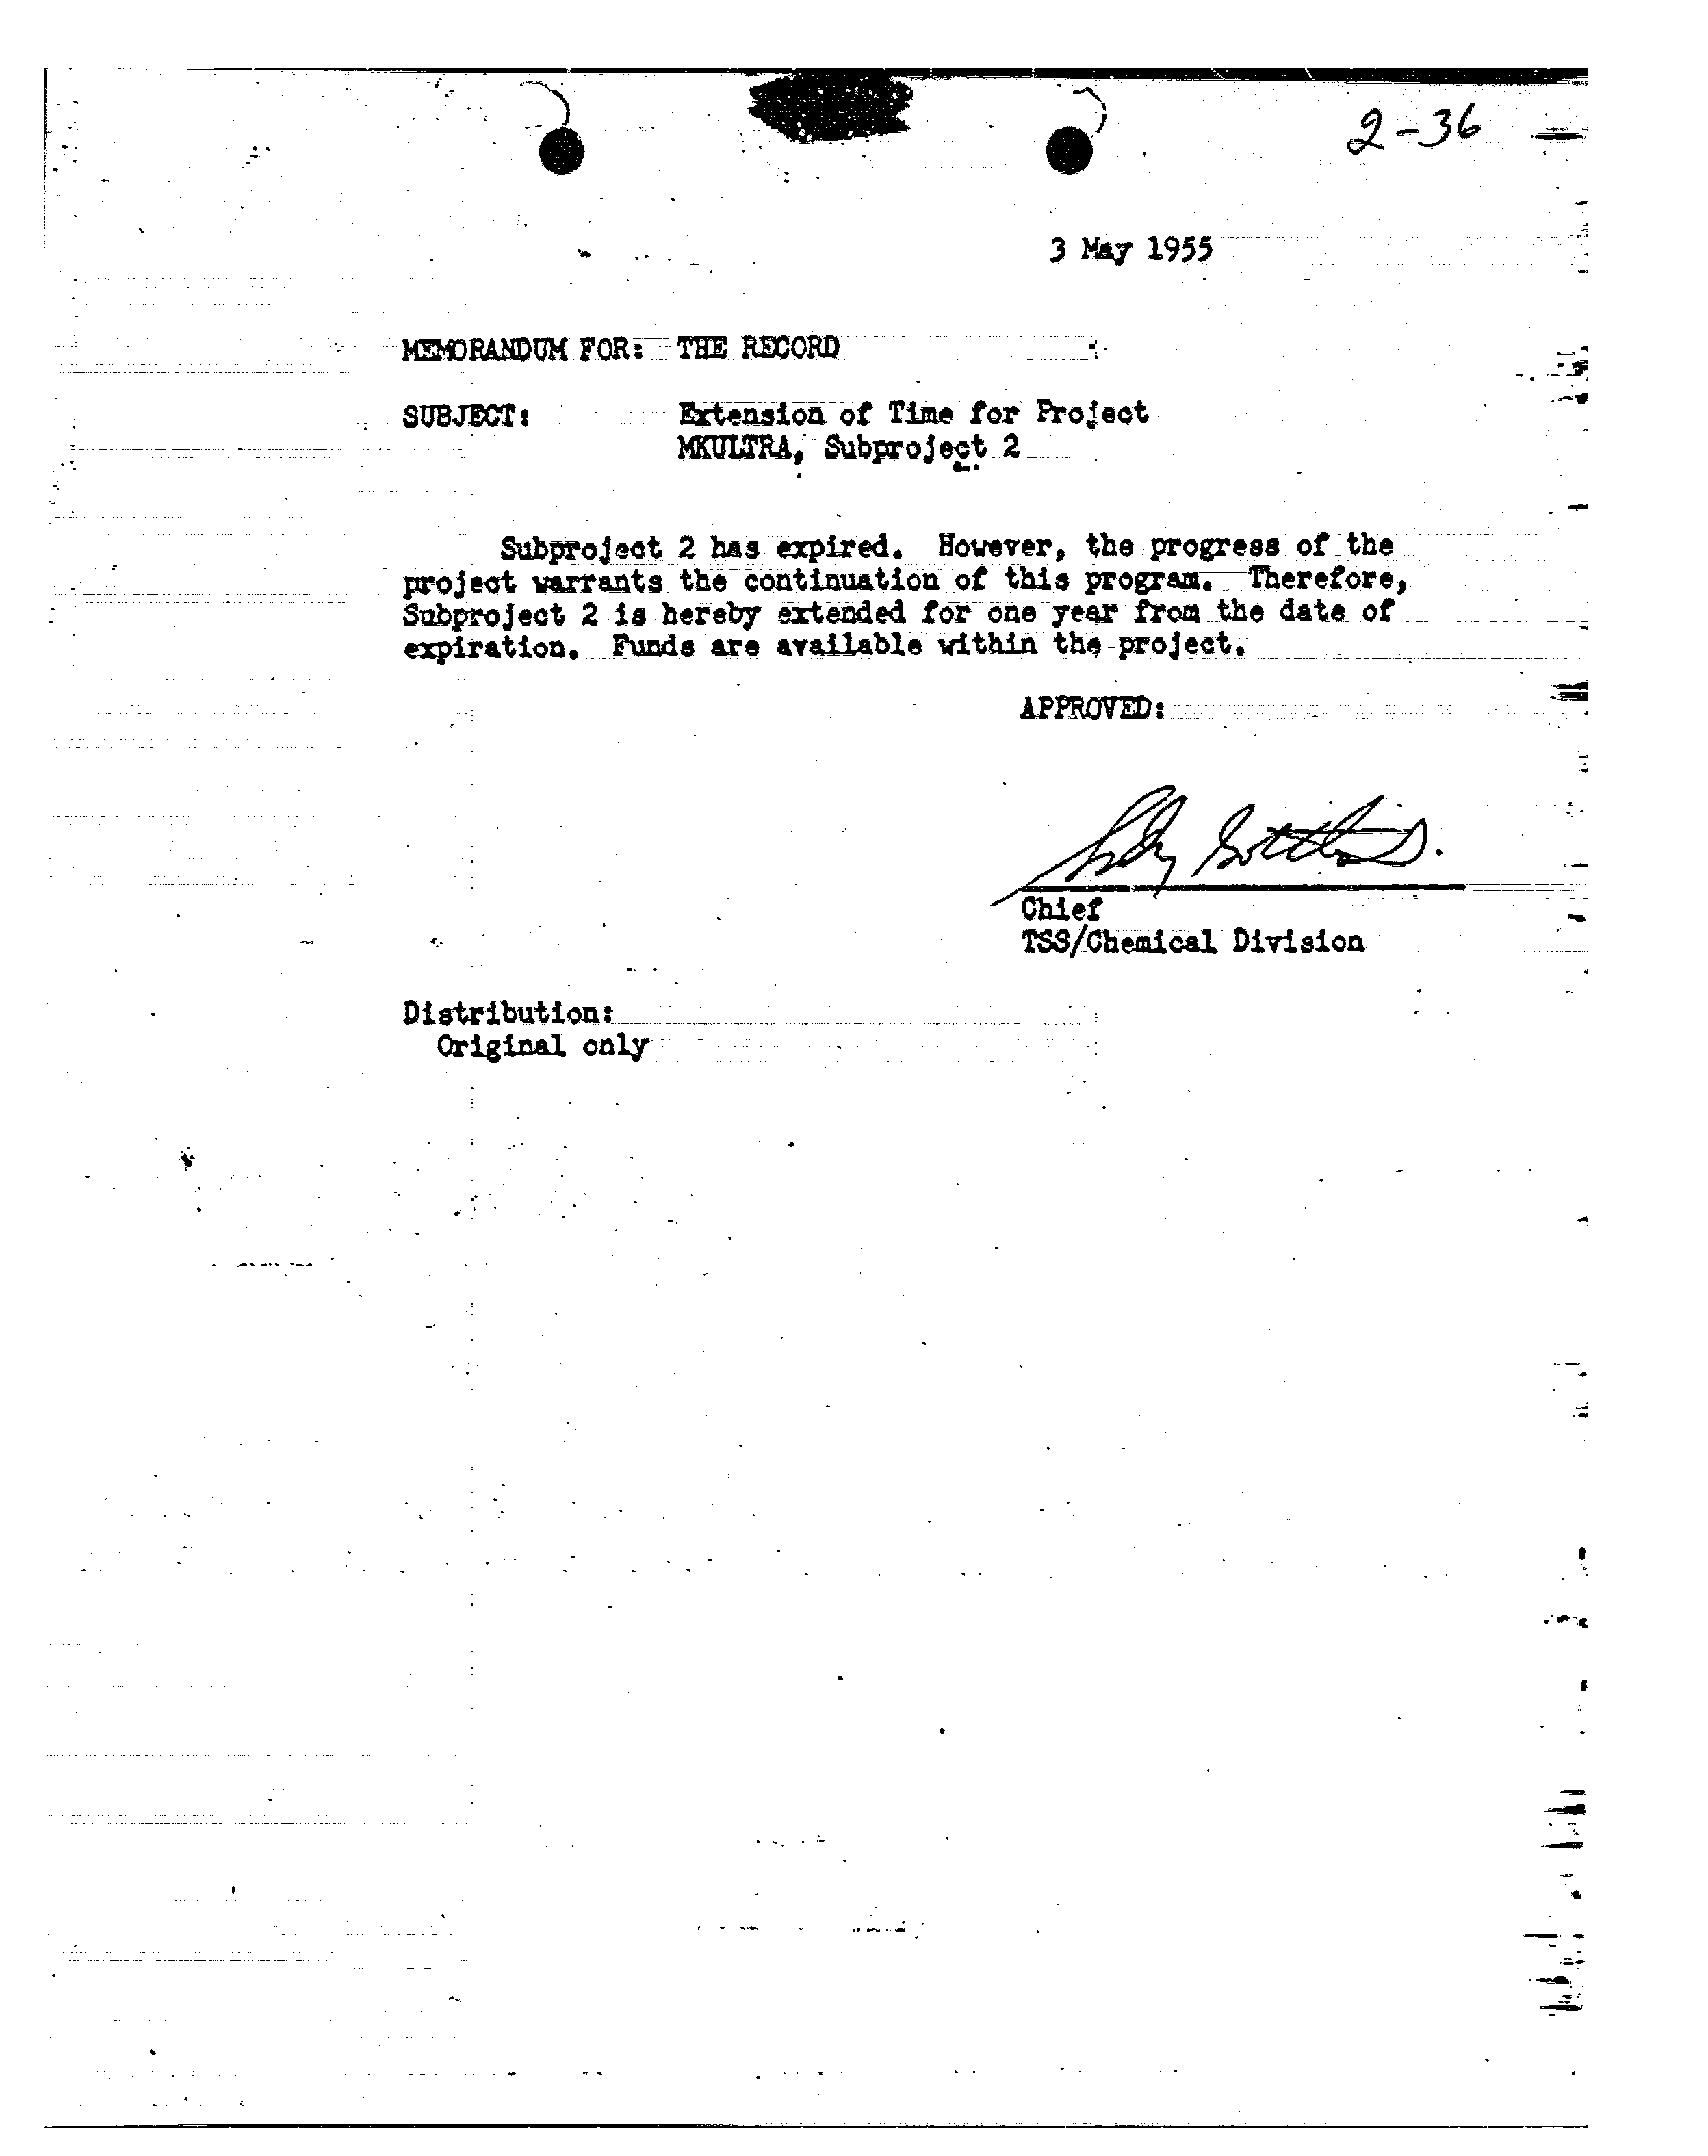 2-36
3 May 1955
MEMORANDUM FOR: THE RECORD
SUBJECT: Extension of Time for Project
MKULTRA, Subproject 2
Subproject 2 has expired. However, the progress of the
project warrants the continuation of this program. Therefore,
Subproject 2 is hereby extended for one year from the date of
expiration. Funds are available within the project.
APPROVED:
Chief
TSS/Chemical Division
Distribution:
Original only